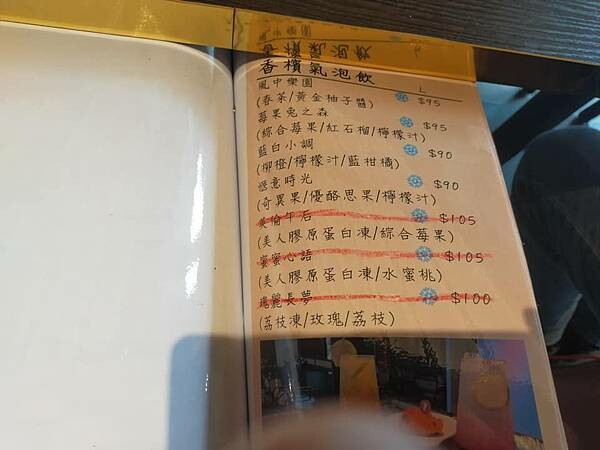 香檳氣泡飲
L
風中樂園 $95
(春茶/黃金柚子醬)
莓果兔之森 $95
(綜合莓果/紅石榴/檸檬汁)
藍白小調 $90
(柳橙/檸檬汁/藍柑橘)
愜意時光 $90
(奇異果/優酪思果/檸檬汁)
美倫午后 $105
(美人膠原蛋白凍/綜合莓果)
蜜蜜心語 $105
(美人膠原蛋白凍/水蜜桃)
瑰麗長夢 $100
(荔枝凍/玫瑰/荔枝)